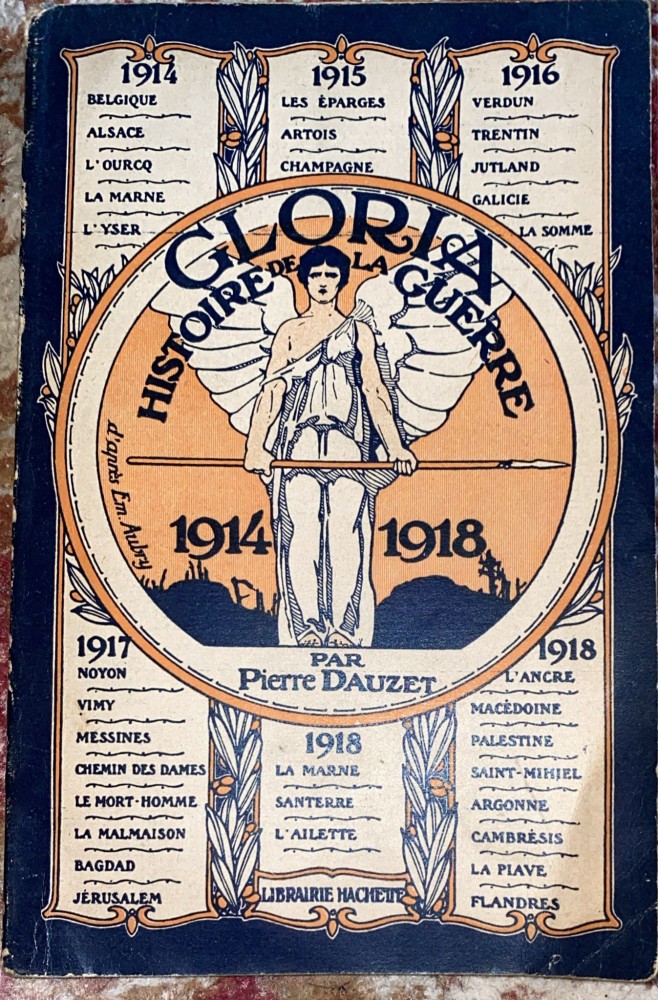 1914
BELGIQUE
ALSACE
L'OURCQ
LA MARNE
L'YSER
1915
LES ÉPARGES
ARTOIS
CHAMPAGNE
1916
VERDUN
TRENTIN
JUTLAND
GALICIE
LA SOMME
GLORIA
HISTOIRE DE LA GUERRE
d'après Em. Aubry
1914 1918
PAR
Pierre DAUZET
1917
NOYON
VIMY
MESSINES
CHEMIN DES DAMES
LE MORT-HOMME
LA MALMAISON
BAGDAD
JÉRUSALEM
1918
LA MARNE
SANTERRE
L'AILETTE
LIBRAIRIE HACHETTE
1918
L'ANCRE
MACÉDOINE
PALESTINE
SAINT-MIHIEL
ARGONNE
CAMBRÉSIS
LA PIAVE
FLANDRES